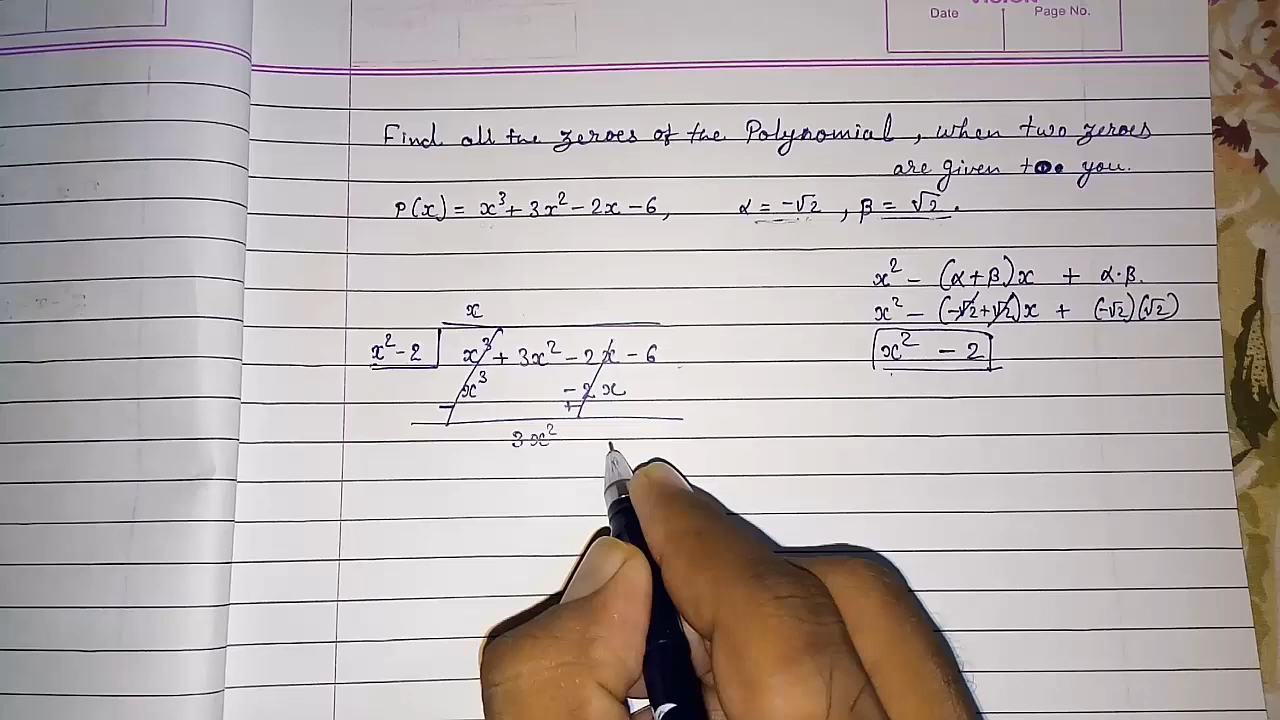 Date Page No.
Find all the zeroes of the Polynomial, when two zeroes
are given to you.
P(x) = x³ + 3x² - 2x - 6, α = -√2 , β = √2.
x² - (α+β)x + α·β.
x² - (-√2+√2)x + (-√2)(√2)
x² - 2
x
x² - 2 x³ + 3x² - 2x - 6
x³ - 2x
- +
3x²